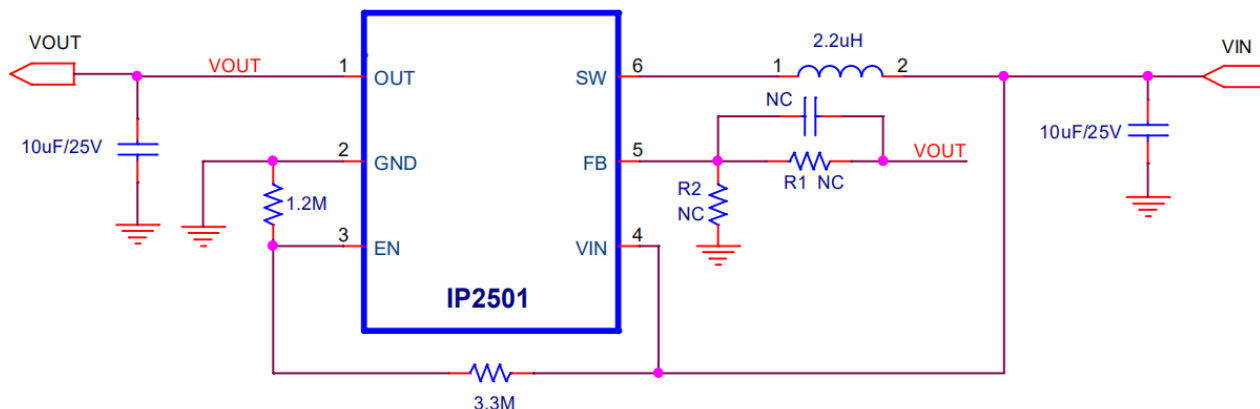 VOUT
VOUT
1
OUT
SW
6
1
2.2uH
2
VIN
10uF/25V
NC
10uF/25V
2
GND
FB
5
VOUT
R1 NC
R2
NC
1.2M
3
EN
VIN
4
IP2501
3.3M